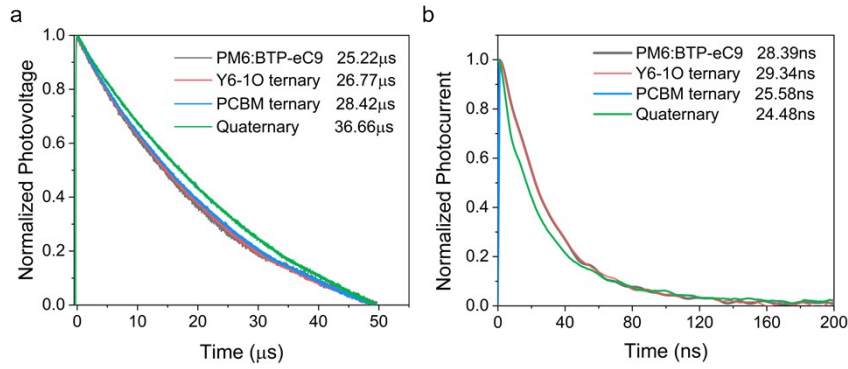 a
1.0
0.8
0.6
0.4
0.2
0.0
Normalized Photovoltage
PM6:BTP-eC9 25.22μs
Y6-1O ternary 26.77μs
PCBM ternary 28.42μs
Quaternary 36.66μs
0 10 20 30 40 50
Time (μs)
b
1.0
0.8
0.6
0.4
0.2
0.0
Normalized Photocurrent
PM6:BTP-eC9 28.39ns
Y6-1O ternary 29.34ns
PCBM ternary 25.58ns
Quaternary 24.48ns
0 40 80 120 160 200
Time (ns)